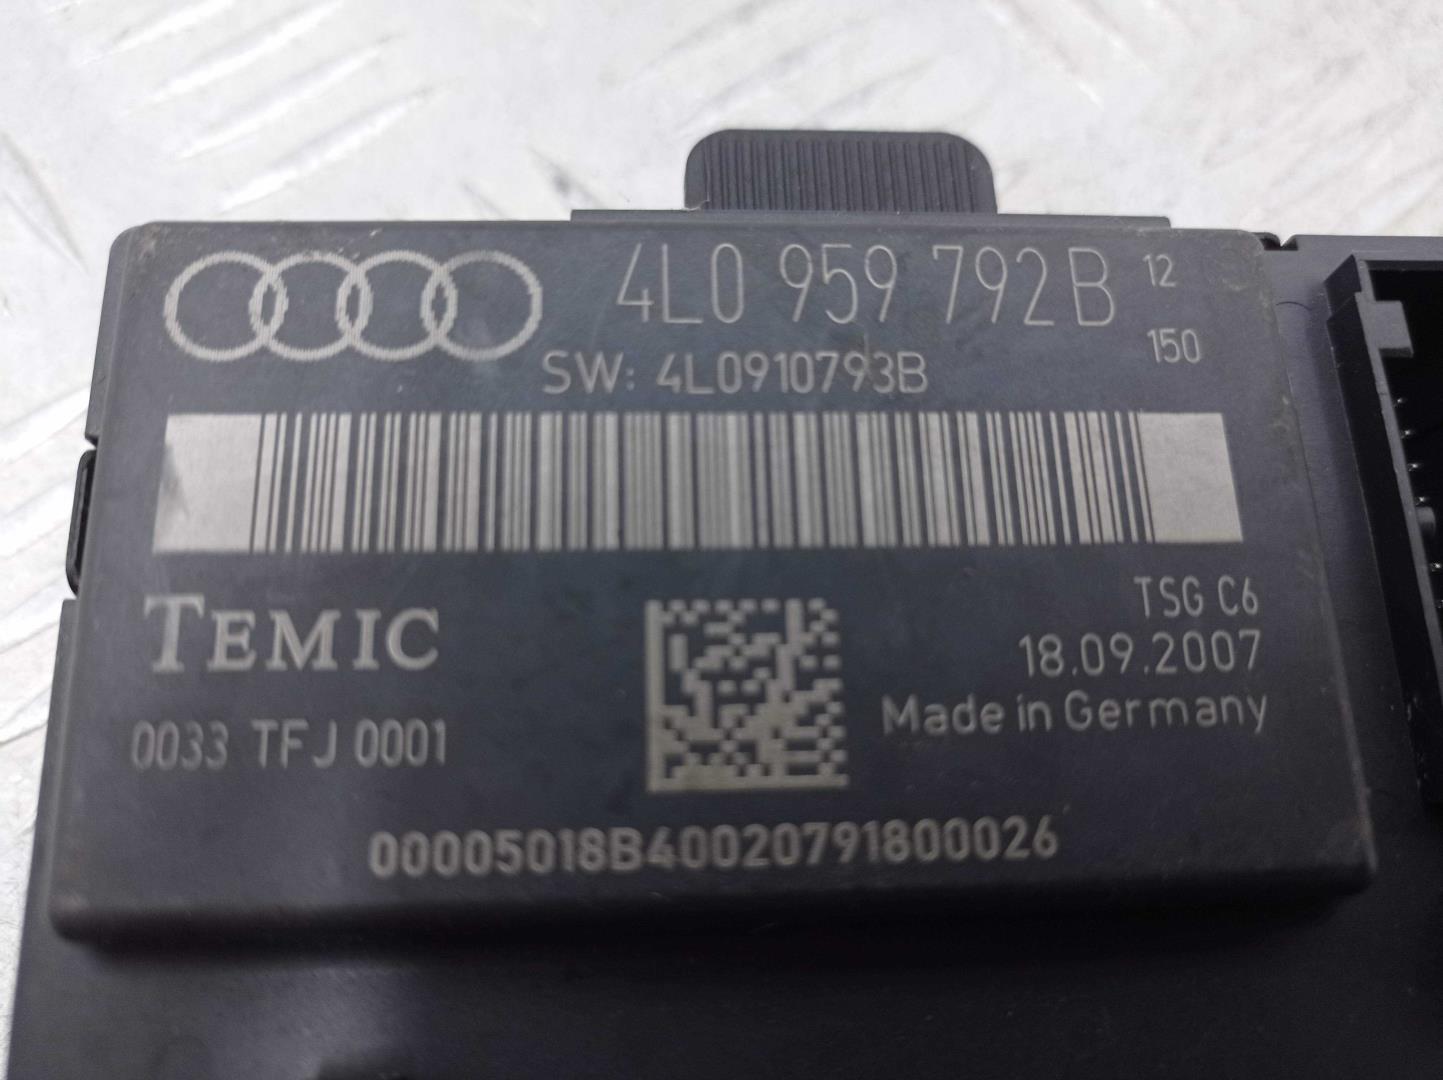 4L0 959 792B 12
150
SW: 4L0910793B
TEMIC
TSG C6
18.09.2007
Made in Germany
0033 TFJ 0001
00005018B40020791800026